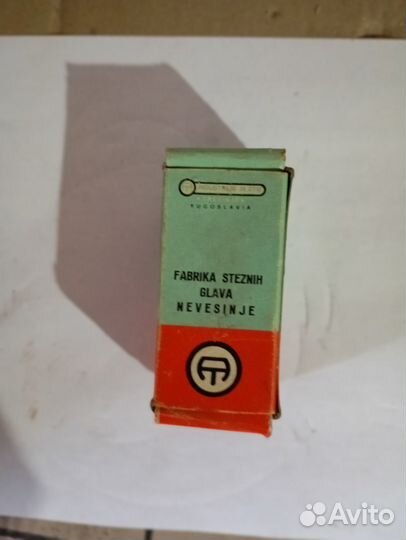 YUGOSLAVIA
FABRIKA STEZNIH
GLAVA
NEVESINJE
Avito